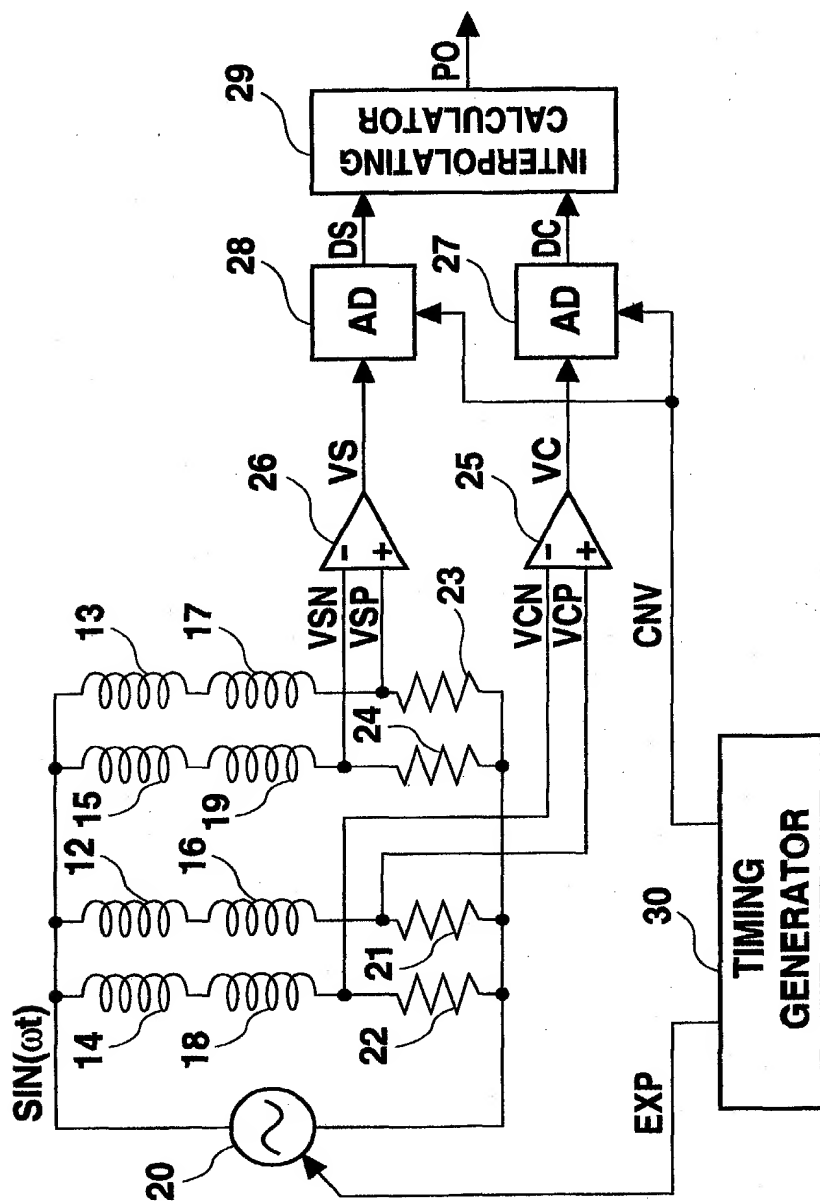 SIN(ωt)
20
14
18
12
16
15
19
13
17
22
21
24
23
VSN
VSP
VCN
VCP
26
VS
25
VC
-
+
-
+
28
AD
DS
27
AD
DC
29
INTERPOLATING
CALCULATOR
PO
EXP
30
TIMING
GENERATOR
CNV